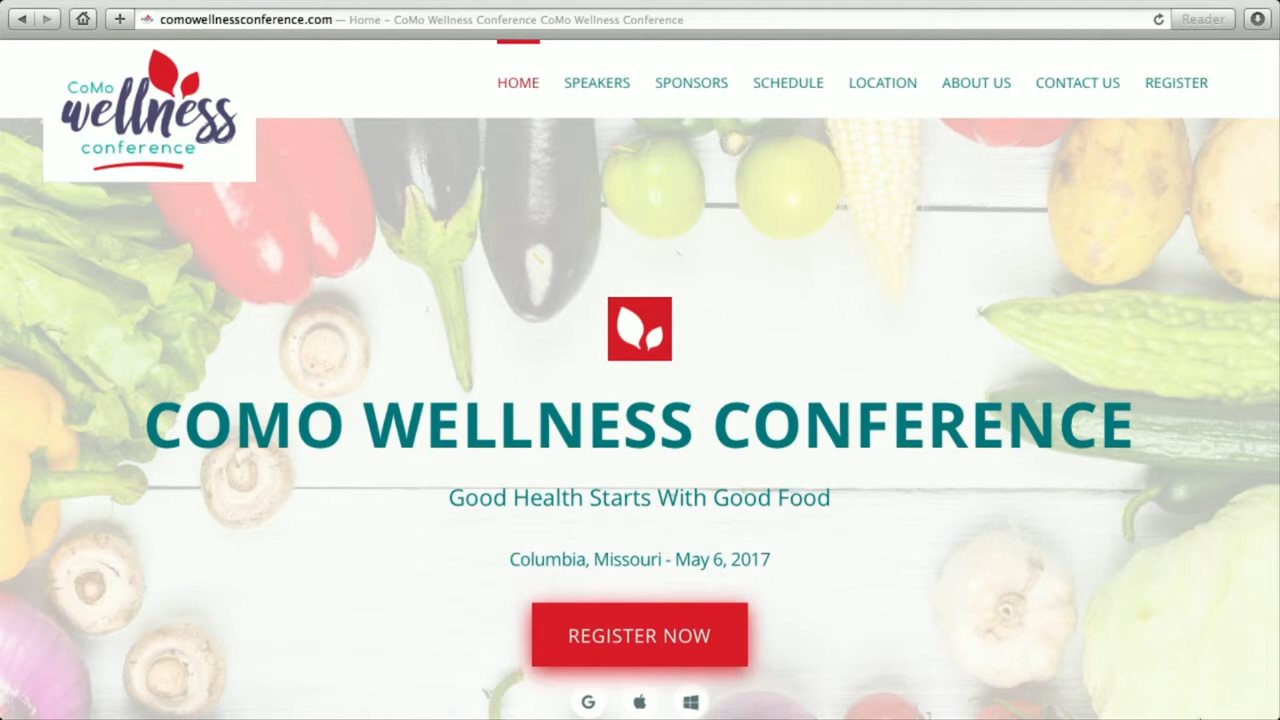 comowellnessconference.com — Home – CoMo Wellness Conference CoMo Wellness Conference
Reader
CoMo
wellness
conference
HOME SPEAKERS SPONSORS SCHEDULE LOCATION ABOUT US CONTACT US REGISTER
COMO WELLNESS CONFERENCE
Good Health Starts With Good Food
Columbia, Missouri - May 6, 2017
REGISTER NOW
G